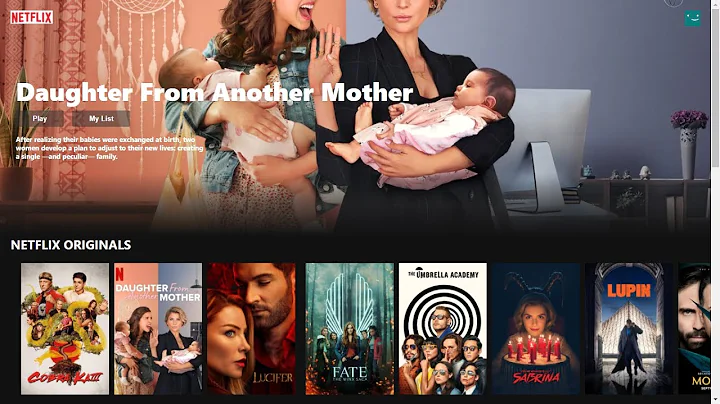 NETFLIX
Daughter From Another Mother
Play
My List
After realizing their babies were exchanged at birth, two
women develop a plan to adjust to their new lives: creating
a single —and peculiar— family.
NETFLIX ORIGINALS
COBRA KAI
N
DAUGHTER From
Another MOTHER
LUCIFER
FATE
THE WINX SAGA
THE UMBRELLA ACADEMY
SABRINA
LUPIN
MO